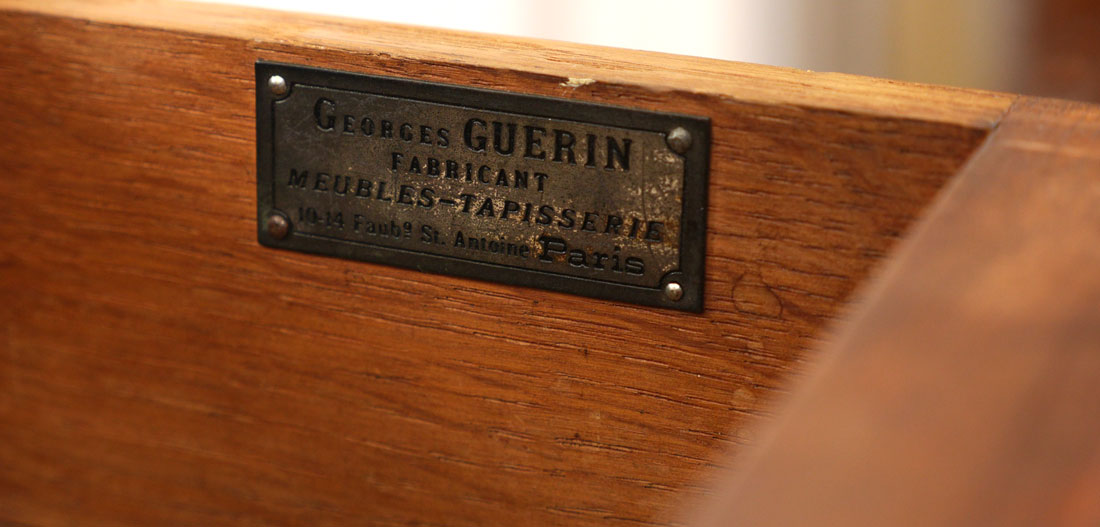 Georges GUERIN
FABRICANT
MEUBLES-TAPISSERIE
10-14 Faubg St. Antoine Paris